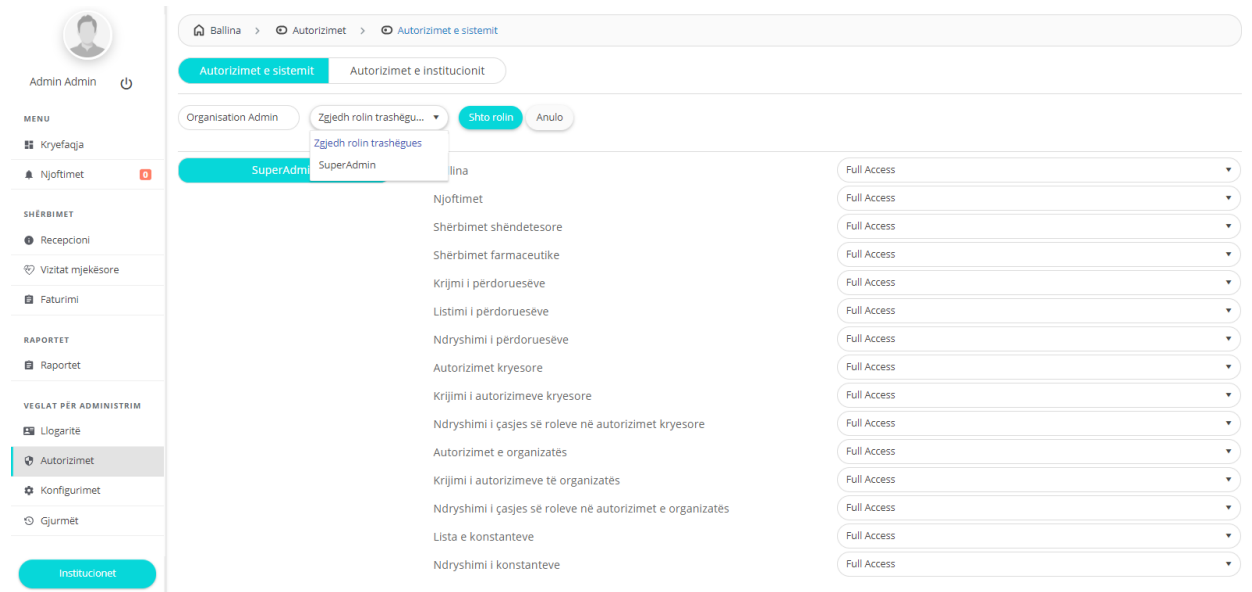 Ballina > Autorizimet > Autorizimet e sistemit
Admin Admin
Autorizimet e sistemit Autorizimet e institucionit
MENU
Kryefaqja
Njoftimet 0
SHËRBIMET
Recepcioni
Vizitat mjekësore
Faturimi
RAPORTET
Raportet
VEGLAT PËR ADMINISTRIM
Llogaritë
Autorizimet
Konfigurimet
Gjurmët
Institucionet
Organisation Admin Zgjedh rolin trashëgu... Shto rolin Anulo
Zgjedh rolin trashëgues
SuperAdmin
SuperAdmi
llina Full Access
Njoftimet Full Access
Shërbimet shëndetesore Full Access
Shërbimet farmaceutike Full Access
Krijmi i përdoruesëve Full Access
Listimi i përdoruesëve Full Access
Ndryshimi i përdoruesëve Full Access
Autorizimet kryesore Full Access
Krijimi i autorizimeve kryesore Full Access
Ndryshimi i çasjes së roleve në autorizimet kryesore Full Access
Autorizimet e organizatës Full Access
Krijimi i autorizimeve të organizatës Full Access
Ndryshimi i çasjes së roleve në autorizimet e organizatës Full Access
Lista e konstanteve Full Access
Ndryshimi i konstanteve Full Access